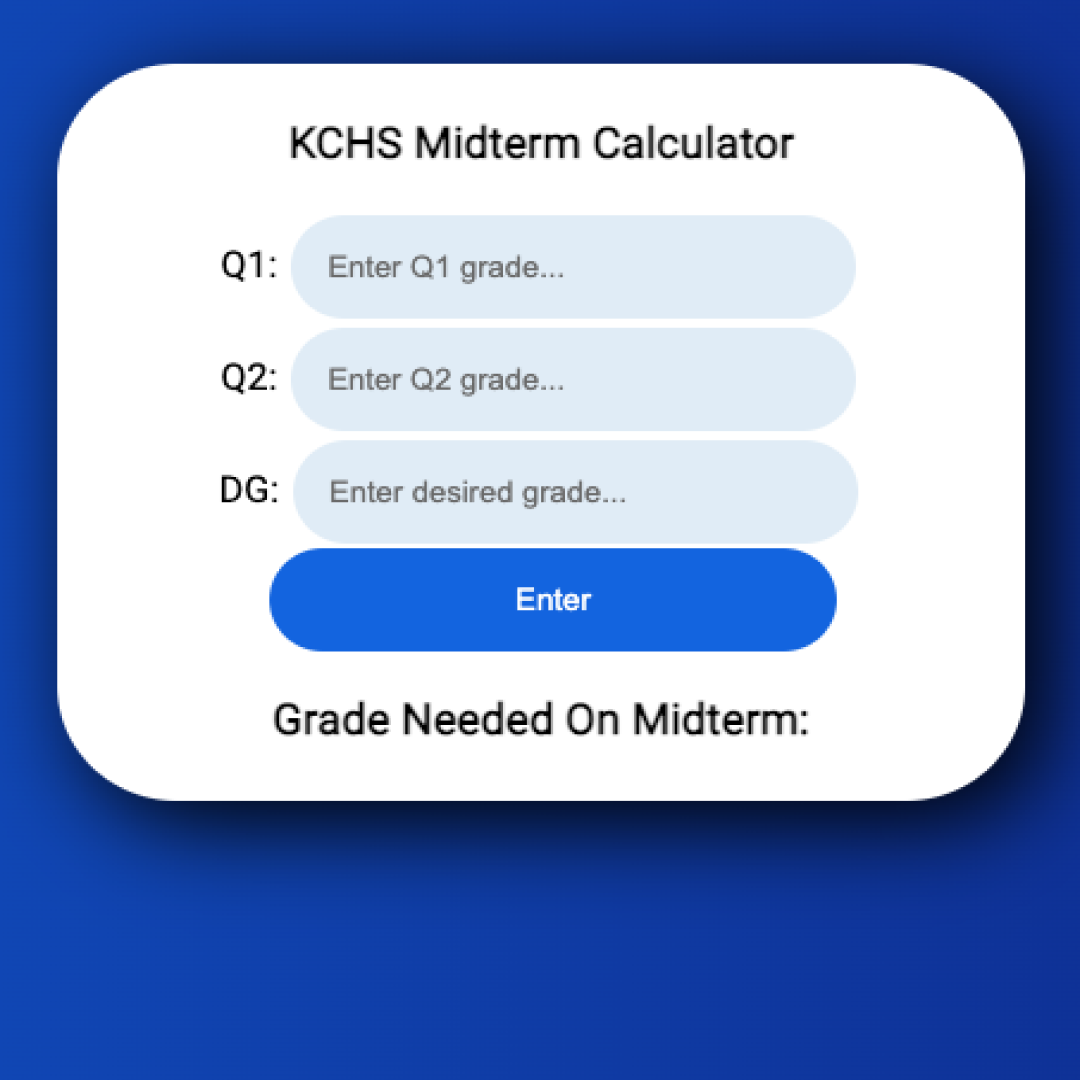 KCHS Midterm Calculator
Q1: Enter Q1 grade...
Q2: Enter Q2 grade...
DG: Enter desired grade...
Enter
Grade Needed On Midterm: